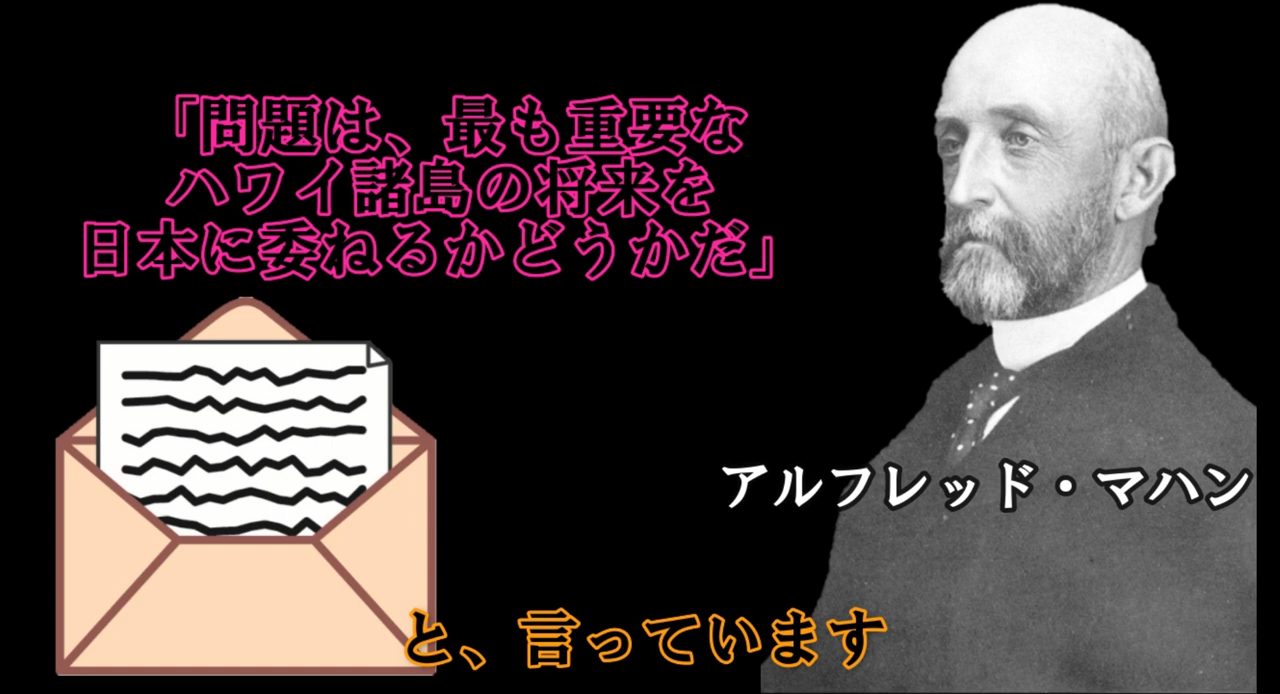 「問題は、最も重要な
ハワイ諸島の将来を
日本に委ねるかどうかだ」
アルフレッド・マハン
と、言っています